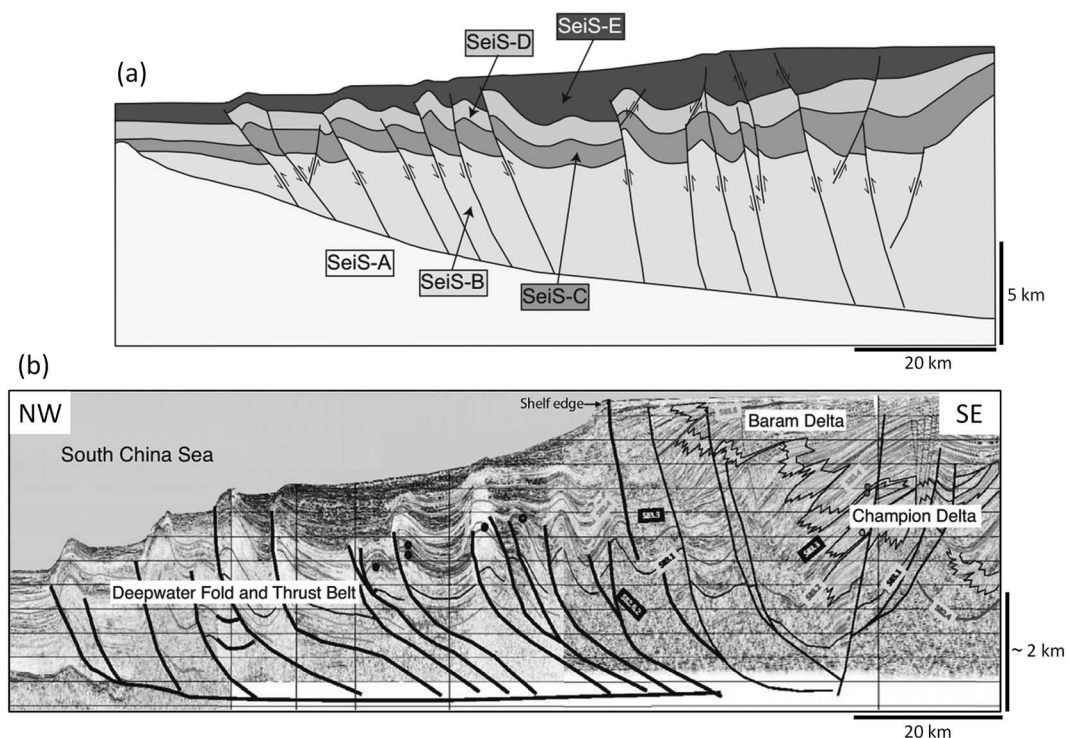 (a)
SeiS-E
SeiS-D
SeiS-A
SeiS-B
SeiS-C
5 km
20 km
(b)
NW
SE
Shelf edge
Baram Delta
South China Sea
Champion Delta
Deepwater Fold and Thrust Belt
~ 2 km
20 km